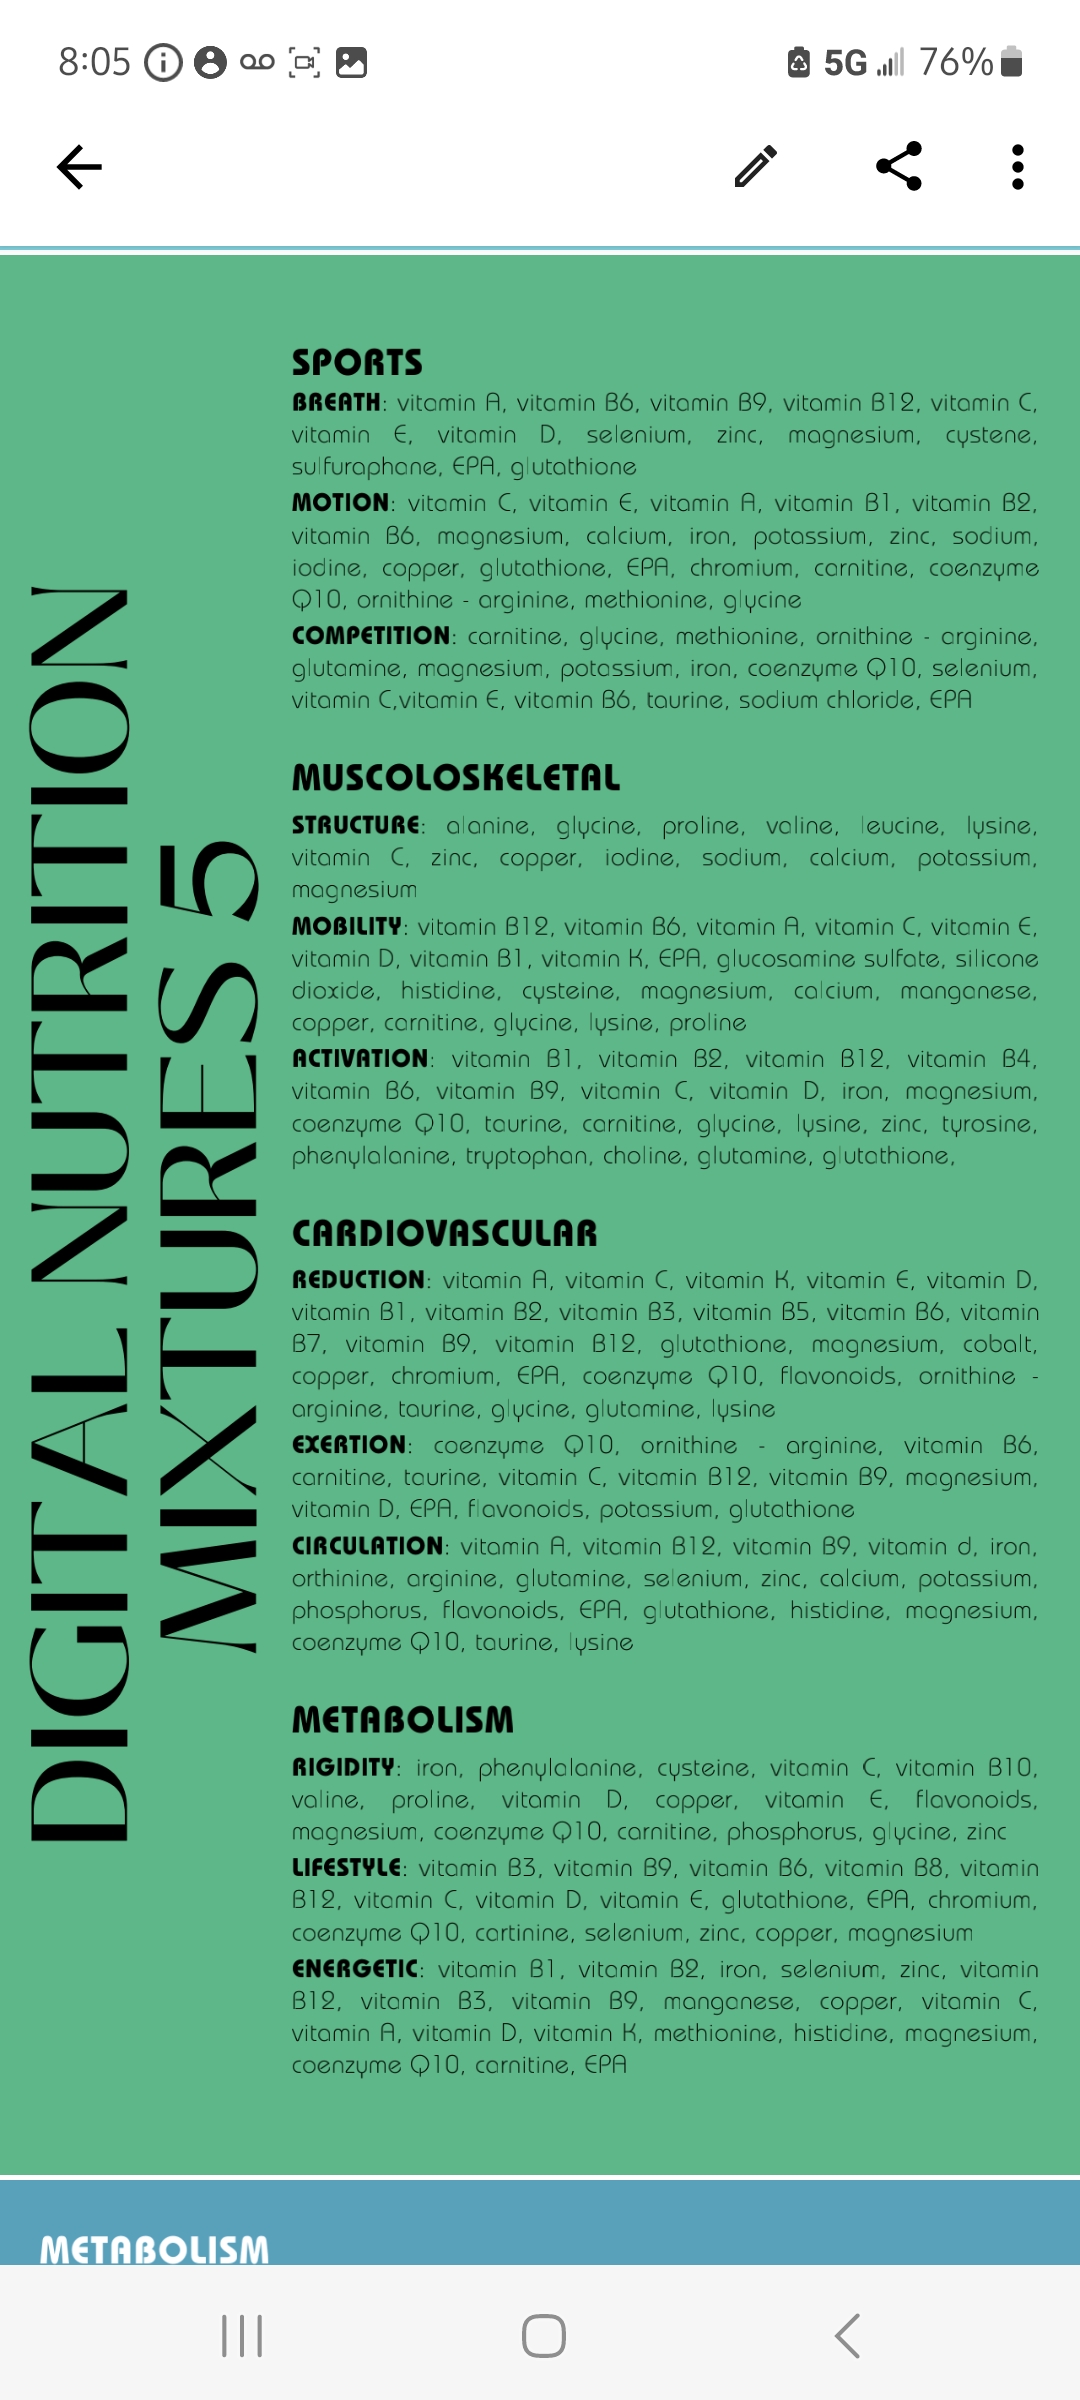 8:05
5G
76%
DIGITAL NUTRITION
MIXTURES 5
SPORTS
BREATH: vitamin A, vitamin B6, vitamin B9, vitamin B12, vitamin C,
vitamin E, vitamin D, selenium, zinc, magnesium, cystene,
sulfuraphane, EPA, glutathione
MOTION: vitamin C, vitamin E, vitamin A, vitamin B1, vitamin B2,
vitamin B6, magnesium, calcium, iron, potassium, zinc, sodium,
iodine, copper, glutathione, EPA, chromium, carnitine, coenzyme
Q10, ornithine - arginine, methionine, glycine
COMPETITION: carnitine, glycine, methionine, ornithine - arginine,
glutamine, magnesium, potassium, iron, coenzyme Q10, selenium,
vitamin C,vitamin E, vitamin B6, taurine, sodium chloride, EPA
MUSCOLOSKELETAL
STRUCTURE: alanine, glycine, proline, valine, leucine, lysine,
vitamin C, zinc, copper, iodine, sodium, calcium, potassium,
magnesium
MOBILITY: vitamin B12, vitamin B6, vitamin A, vitamin C, vitamin E,
vitamin D, vitamin B1, vitamin K, EPA, glucosamine sulfate, silicone
dioxide, histidine, cysteine, magnesium, calcium, manganese,
copper, carnitine, glycine, lysine, proline
ACTIVATION: vitamin B1, vitamin B2, vitamin B12, vitamin B4,
vitamin B6, vitamin B9, vitamin C, vitamin D, iron, magnesium,
coenzyme Q10, taurine, carnitine, glycine, lysine, zinc, tyrosine,
phenylalanine, tryptophan, choline, glutamine, glutathione,
CARDIOVASCULAR
REDUCTION: vitamin A, vitamin C, vitamin K, vitamin E, vitamin D,
vitamin B1, vitamin B2, vitamin B3, vitamin B5, vitamin B6, vitamin
B7, vitamin B9, vitamin B12, glutathione, magnesium, cobalt,
copper, chromium, EPA, coenzyme Q10, flavonoids, ornithine -
arginine, taurine, glycine, glutamine, lysine
EXERTION: coenzyme Q10, ornithine - arginine, vitamin B6,
carnitine, taurine, vitamin C, vitamin B12, vitamin B9, magnesium,
vitamin D, EPA, flavonoids, potassium, glutathione
CIRCULATION: vitamin A, vitamin B12, vitamin B9, vitamin d, iron,
orthinine, arginine, glutamine, selenium, zinc, calcium, potassium,
phosphorus, flavonoids, EPA, glutathione, histidine, magnesium,
coenzyme Q10, taurine, lysine
METABOLISM
RIGIDITY: iron, phenylalanine, cysteine, vitamin C, vitamin B10,
valine, proline, vitamin D, copper, vitamin E, flavonoids,
magnesium, coenzyme Q10, carnitine, phosphorus, glycine, zinc
LIFESTYLE: vitamin B3, vitamin B9, vitamin B6, vitamin B8, vitamin
B12, vitamin C, vitamin D, vitamin E, glutathione, EPA, chromium,
coenzyme Q10, cartinine, selenium, zinc, copper, magnesium
ENERGETIC: vitamin B1, vitamin B2, iron, selenium, zinc, vitamin
B12, vitamin B3, vitamin B9, manganese, copper, vitamin C,
vitamin A, vitamin D, vitamin K, methionine, histidine, magnesium,
coenzyme Q10, carnitine, EPA
METABOLISM